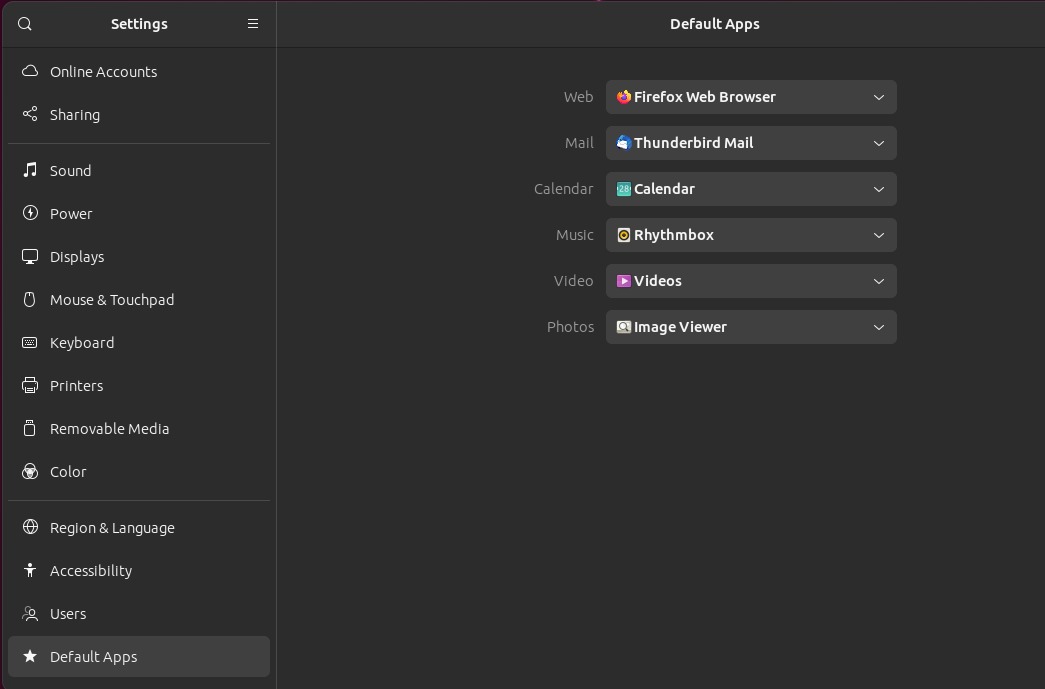 Settings
Online Accounts
Sharing
Sound
Power
Displays
Mouse & Touchpad
Keyboard
Printers
Removable Media
Color
Region & Language
Accessibility
Users
Default Apps
Default Apps
Web Firefox Web Browser
Mail Thunderbird Mail
Calendar 28 Calendar
Music Rhythmbox
Video Videos
Photos Image Viewer